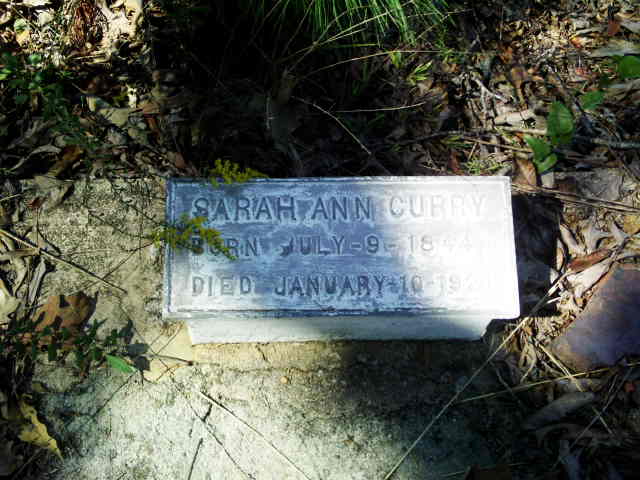 SARAH ANN CURRY
BORN JULY-9-1844
DIED JANUARY-10-